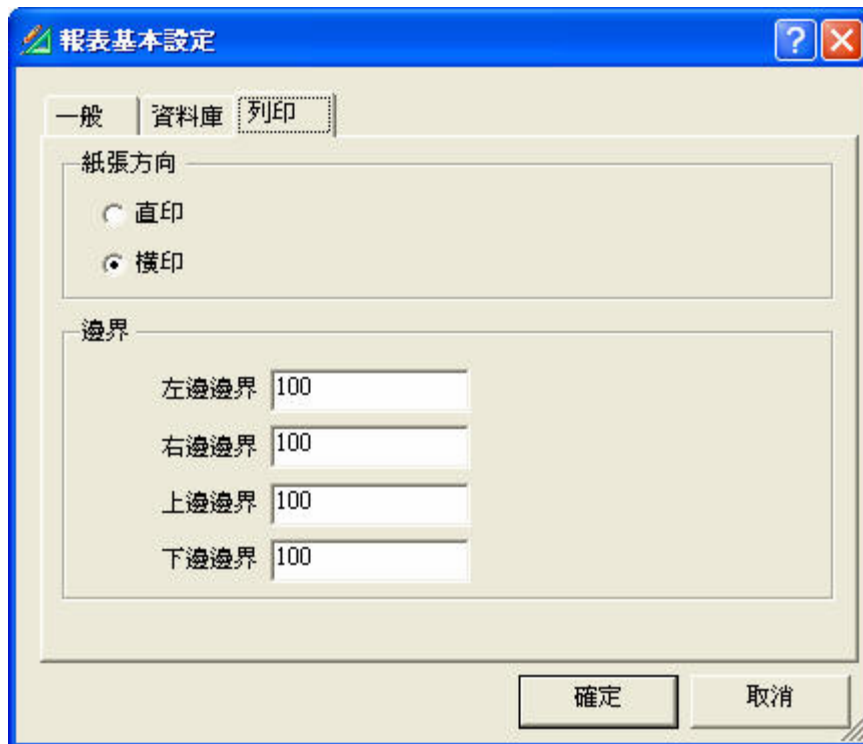 報表基本設定
?
一般 資料庫 列印
紙張方向
直印
橫印
邊界
左邊邊界 100
右邊邊界 100
上邊邊界 100
下邊邊界 100
確定 取消